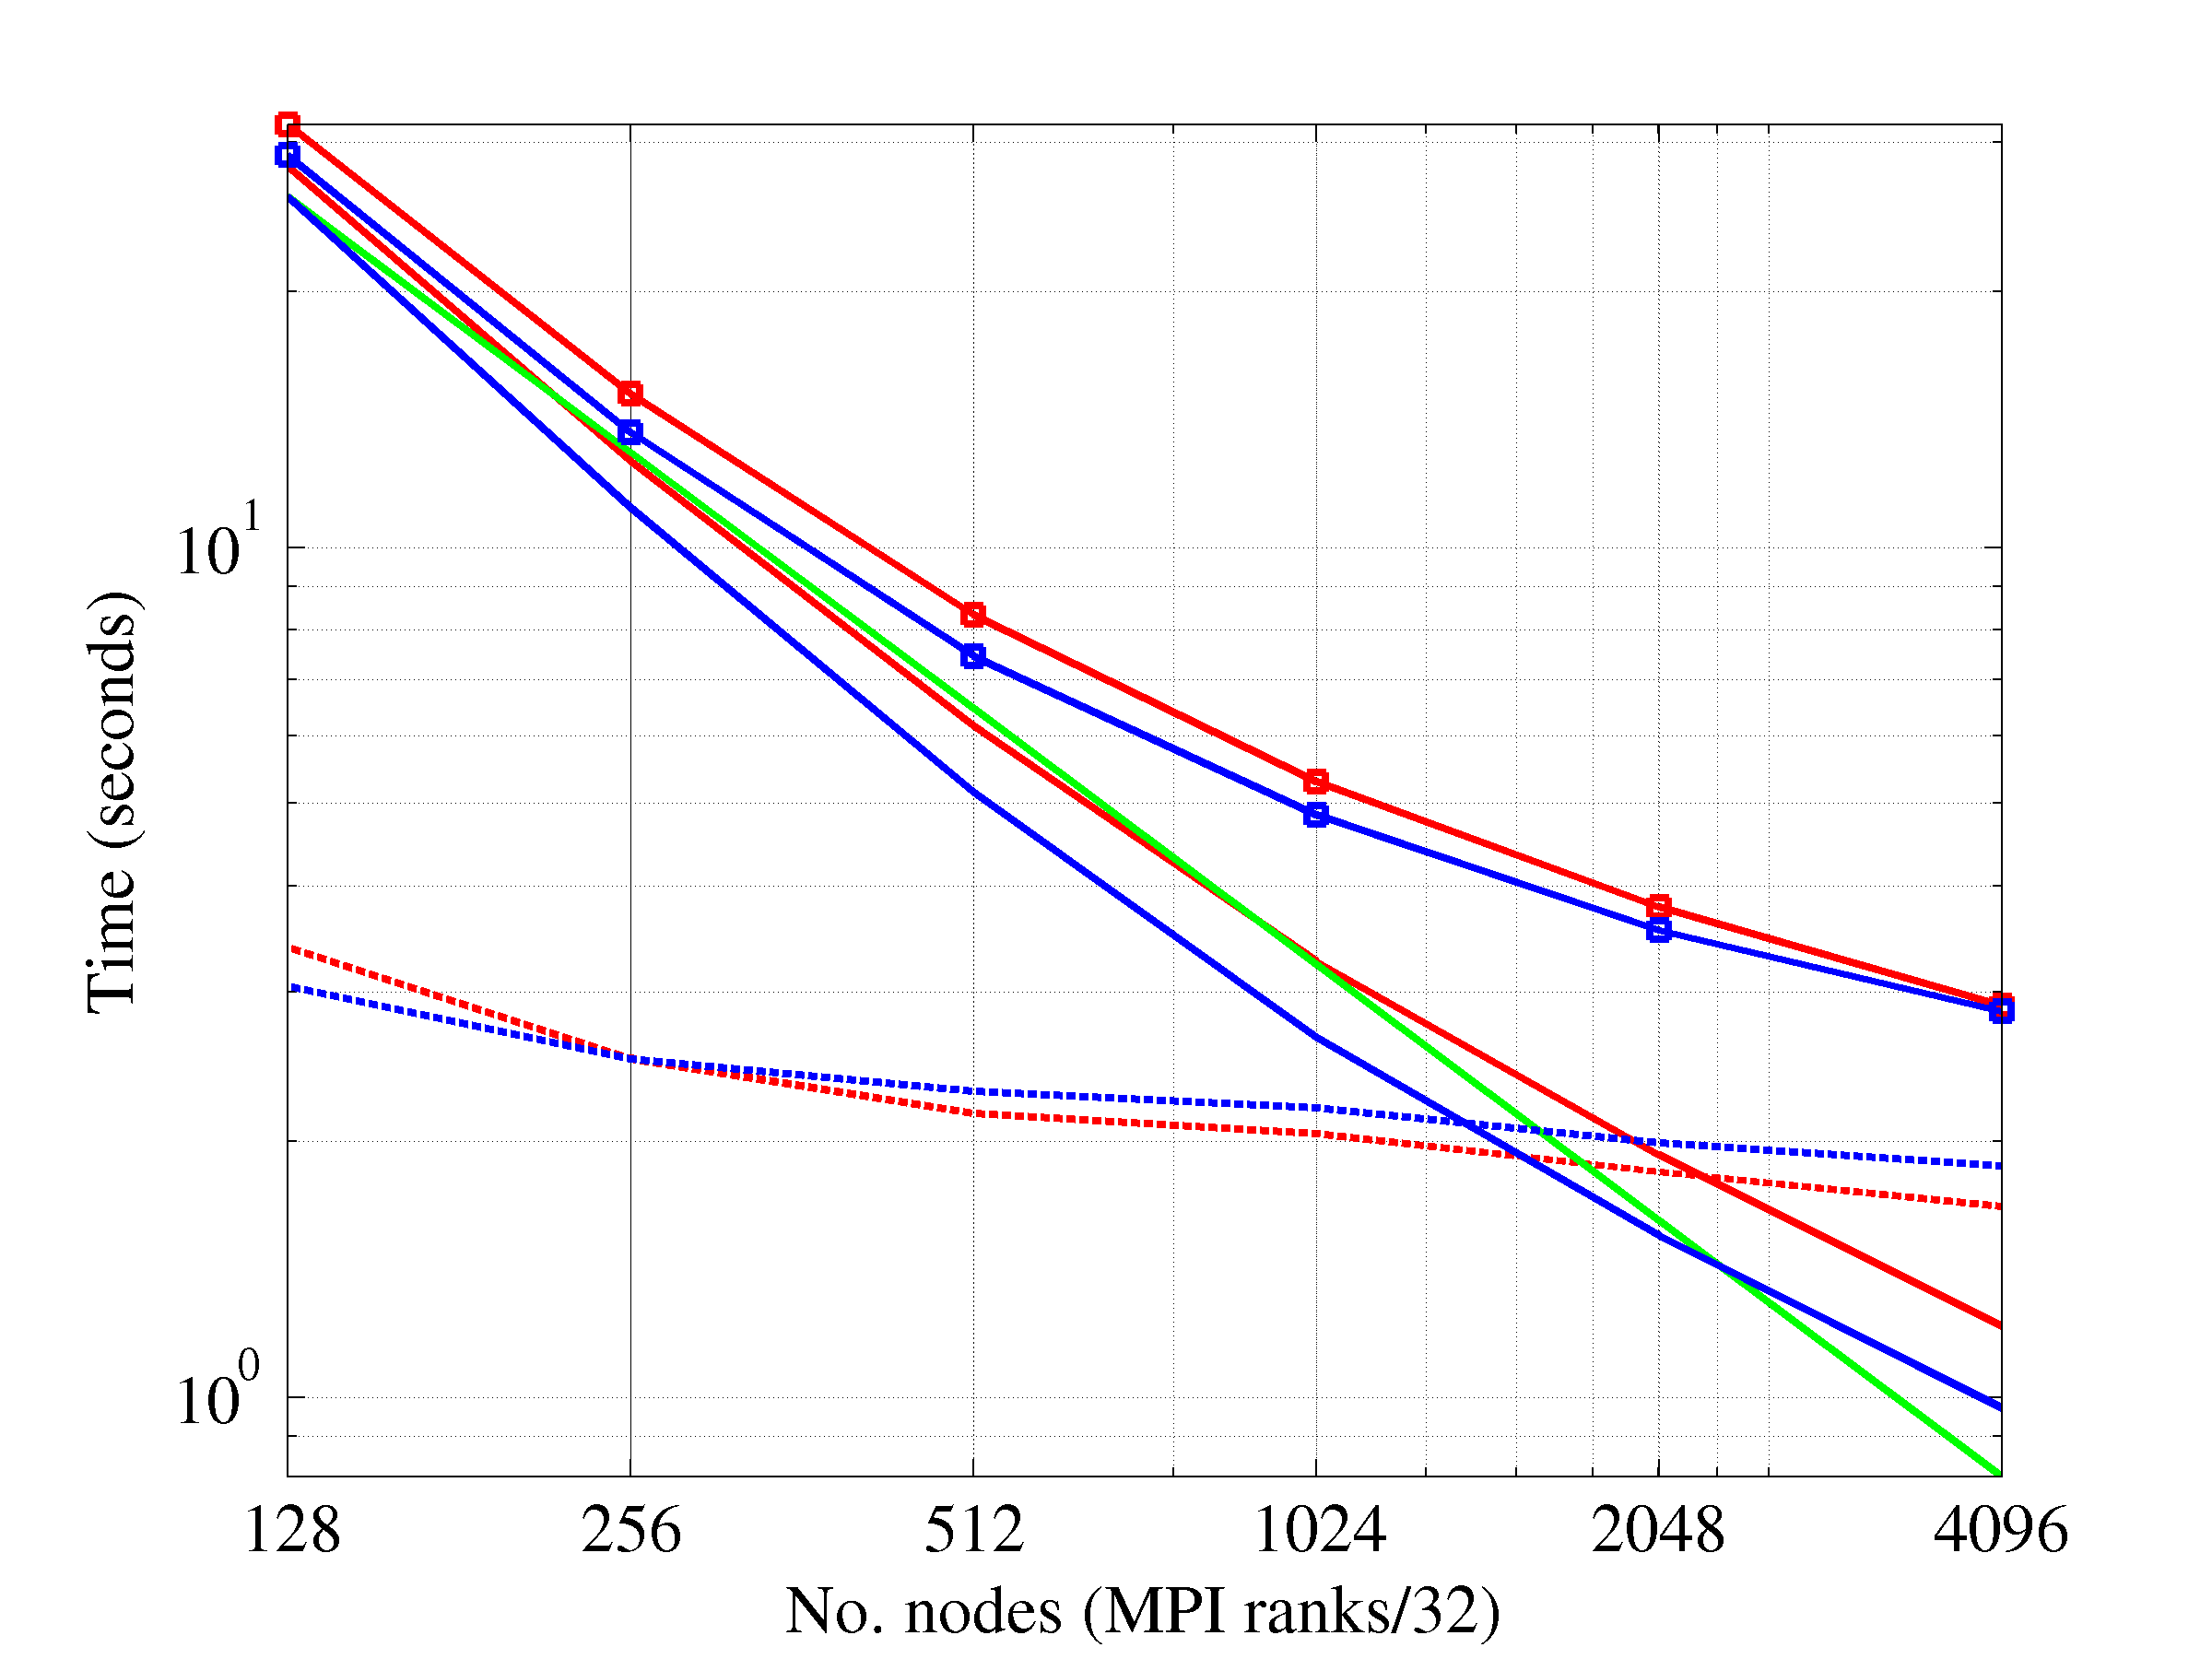 Time (seconds)
10^1
10^0
128 256 512 1024 2048 4096
No. nodes (MPI ranks/32)